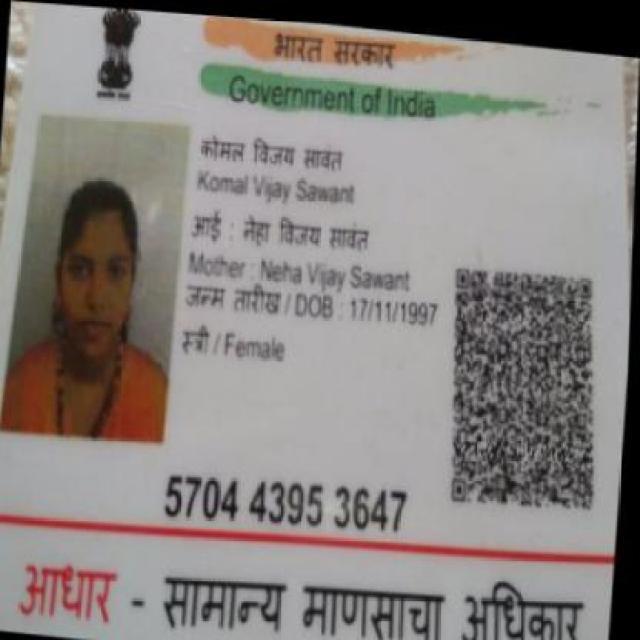 भारत सरकार
Government of India
कोमल विजय सावंत
Komal Vijay Sawant
आई : नेहा विजय सावंत
Mother : Neha Vijay Sawant
जन्म तारीख / DOB : 17/11/1997
स्त्री / Female
5704 4395 3647
आधार - सामान्य माणसाचा अधिकार